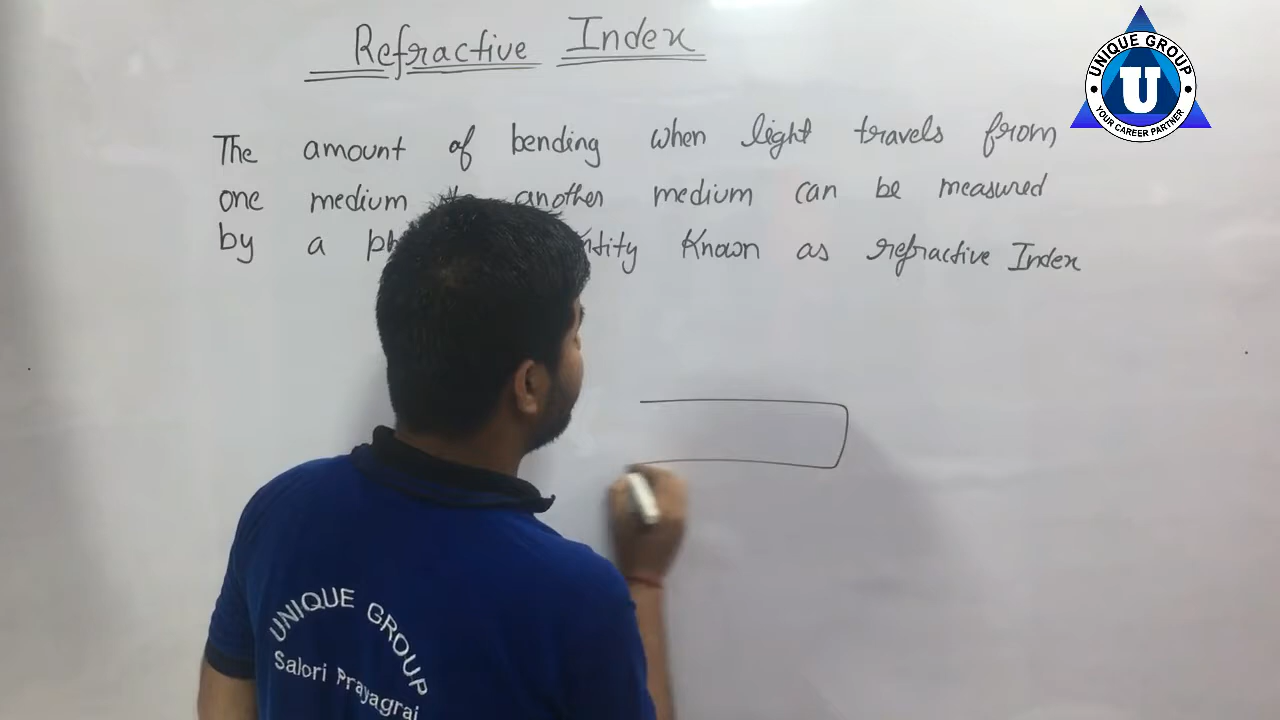 Refractive Index
The amount of bending when light travels from
one medium another medium can be measured
by a Known as refractive Index
UNIQUE GROUP
U
YOUR CAREER PARTNER
UNIQUE GROUP
Salori Prayagraj